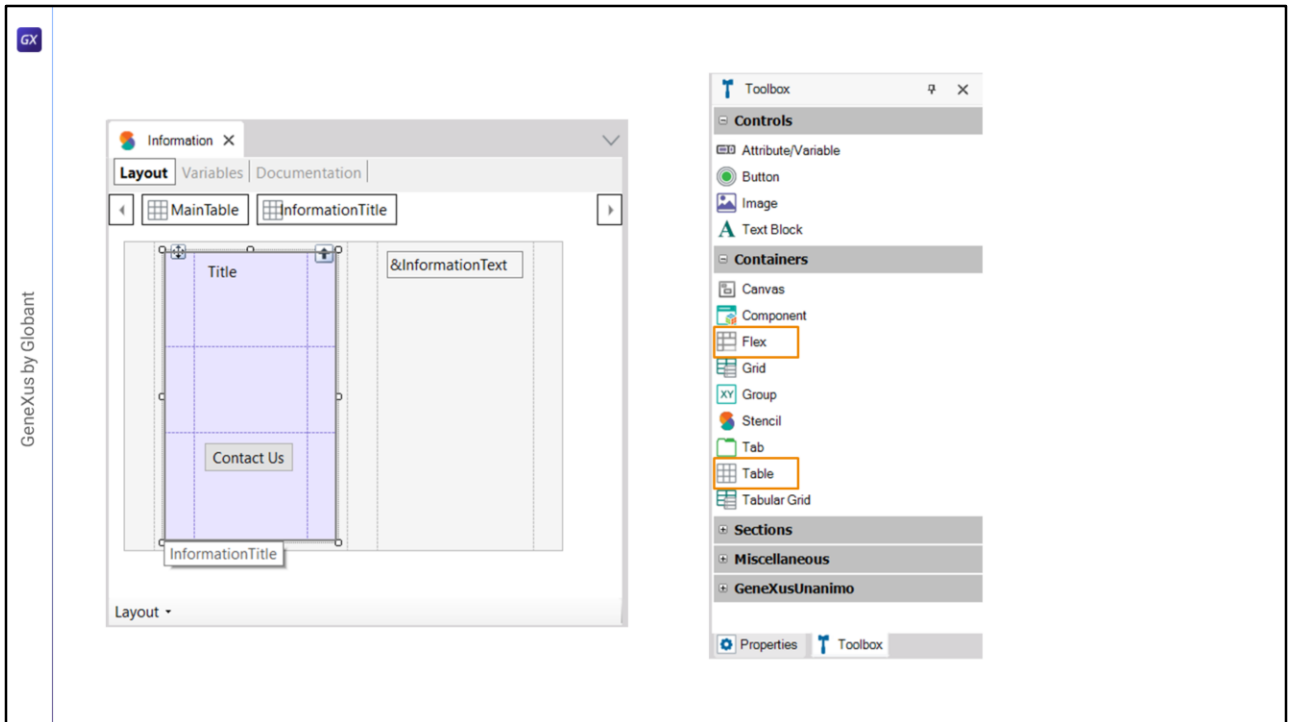 GX
GeneXus by Globant
Information
Layout
Variables
Documentation
MainTable
InformationTitle
Title
&InformationText
Contact Us
InformationTitle
Layout
Toolbox
Controls
Attribute/Variable
Button
Image
Text Block
Containers
Canvas
Component
Flex
Grid
XY Group
Stencil
Tab
Table
Tabular Grid
Sections
Miscellaneous
GeneXusUnanimo
Properties
Toolbox